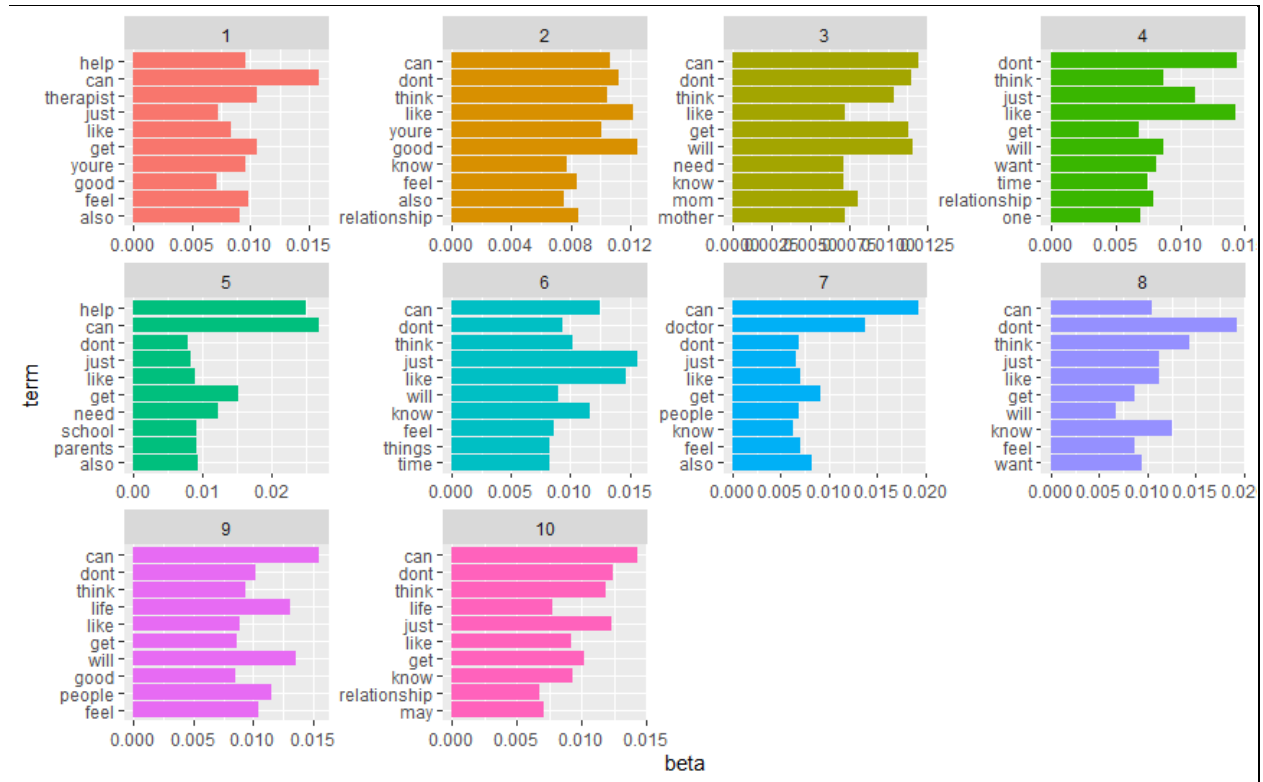 1
help
can
therapist
just
like
get
youre
good
feel
also
0.000 0.005 0.010 0.015
2
can
dont
think
like
youre
good
know
feel
also
relationship
0.000 0.004 0.008 0.012
3
can
dont
think
like
get
will
need
know
mom
mother
0.0000 0.0025 0.0050 0.0075 0.0100 0.0125
4
dont
think
just
like
get
will
want
time
relationship
one
0.000 0.005 0.010 0.01
5
help
can
dont
just
like
get
need
school
parents
also
0.00 0.01 0.02
6
can
dont
think
just
like
will
know
feel
things
time
0.000 0.005 0.010 0.015
7
can
doctor
dont
just
like
get
people
know
feel
also
0.000 0.005 0.010 0.015 0.020
8
can
dont
think
just
like
get
will
know
feel
want
0.000 0.005 0.010 0.015 0.02
9
can
dont
think
life
like
get
will
good
people
feel
0.000 0.005 0.010 0.015
10
can
dont
think
life
just
like
get
know
relationship
may
0.000 0.005 0.010 0.015
term
beta